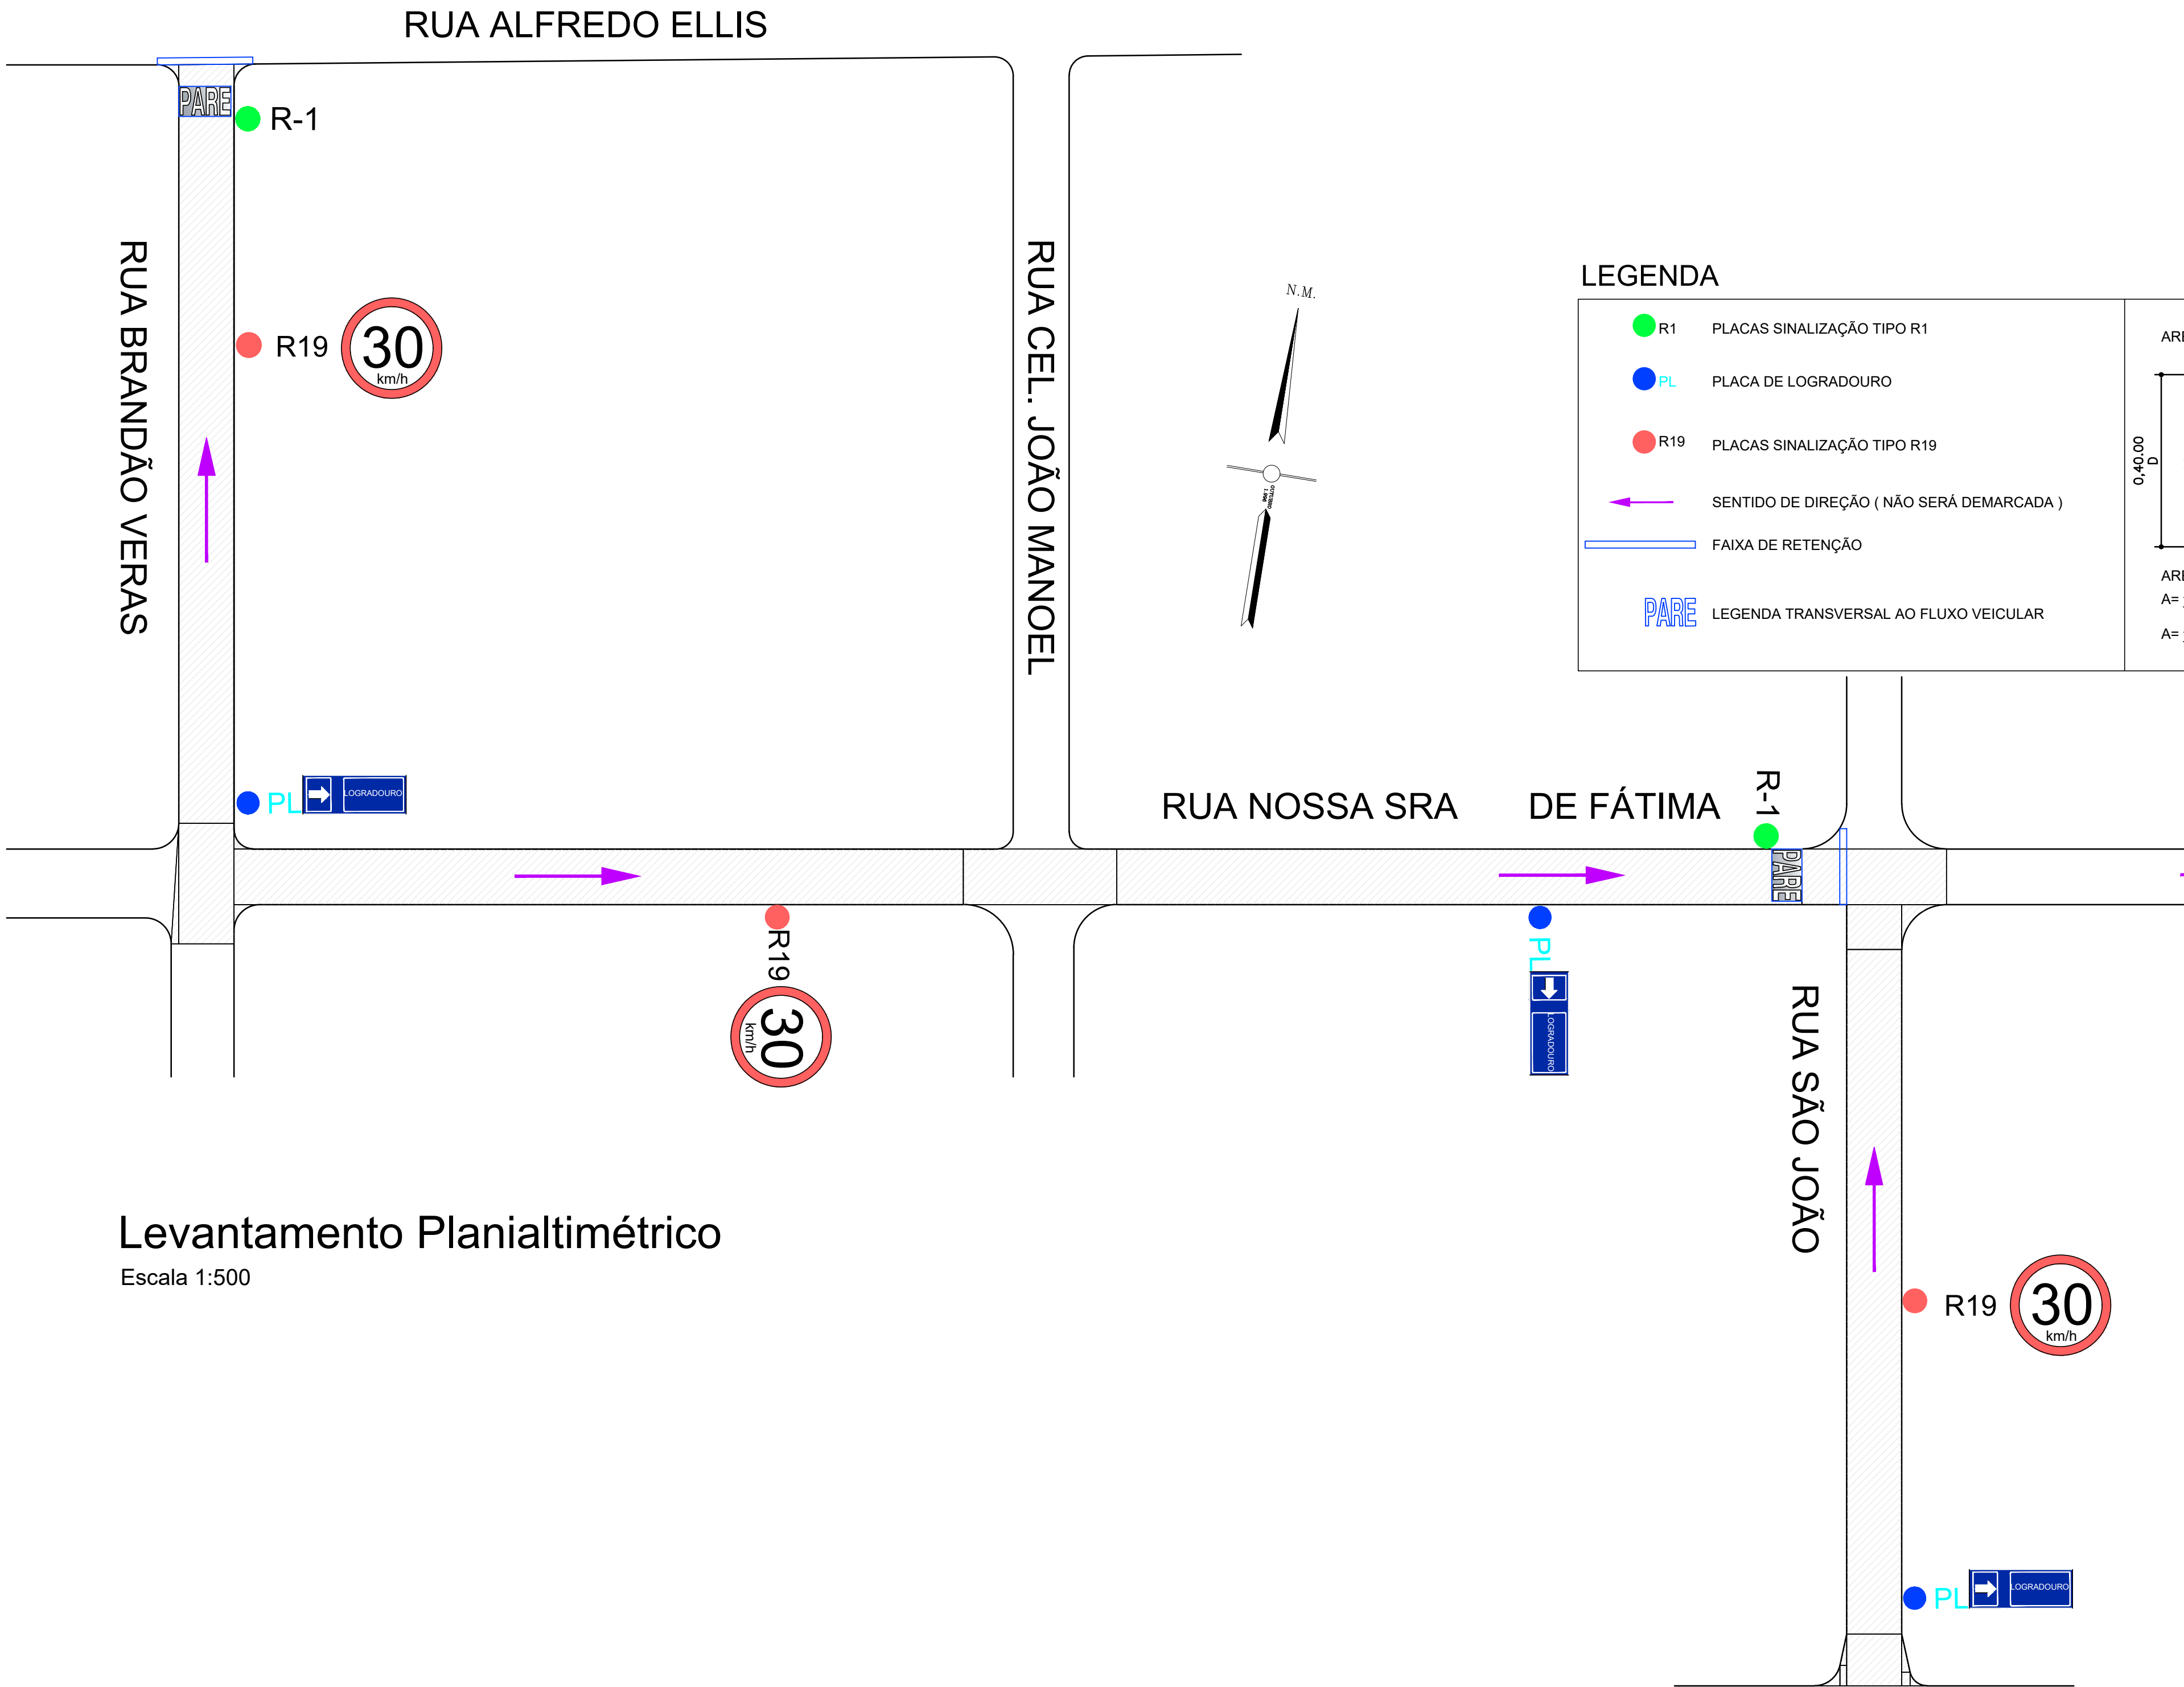 RUA ALFREDO ELLIS
PARE
R-1
RUA BRANDÃO VERAS
R19
30
km/h
RUA CEL. JOÃO MANOEL
N.M.
OUTUBRO
LEGENDA
R1 PLACAS SINALIZAÇÃO TIPO R1
PL PLACA DE LOGRADOURO
R19 PLACAS SINALIZAÇÃO TIPO R19
SENTIDO DE DIREÇÃO ( NÃO SERÁ DEMARCADA )
FAIXA DE RETENÇÃO
PARE LEGENDA TRANSVERSAL AO FLUXO VEICULAR
0,40.00
D
A=
A=
PL
LOGRADOURO
RUA NOSSA SRA DE FÁTIMA
R-1
PARE
R19
30
km/h
PL
LOGRADOURO
RUA SÃO JOÃO
Levantamento Planialtimétrico
Escala 1:500
R19
30
km/h
PL
LOGRADOURO